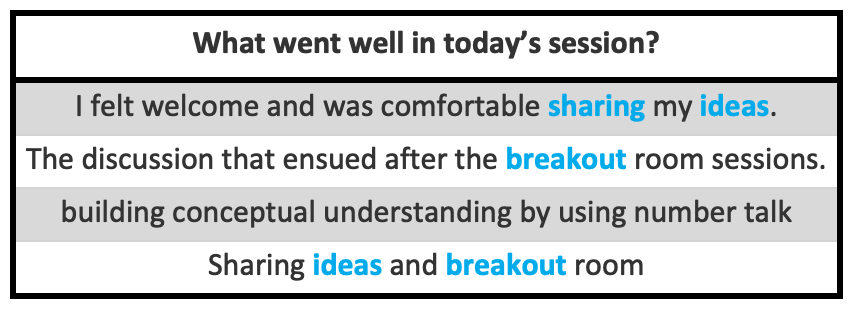 What went well in today’s session?
I felt welcome and was comfortable sharing my ideas.
The discussion that ensued after the breakout room sessions.
building conceptual understanding by using number talk
Sharing ideas and breakout room